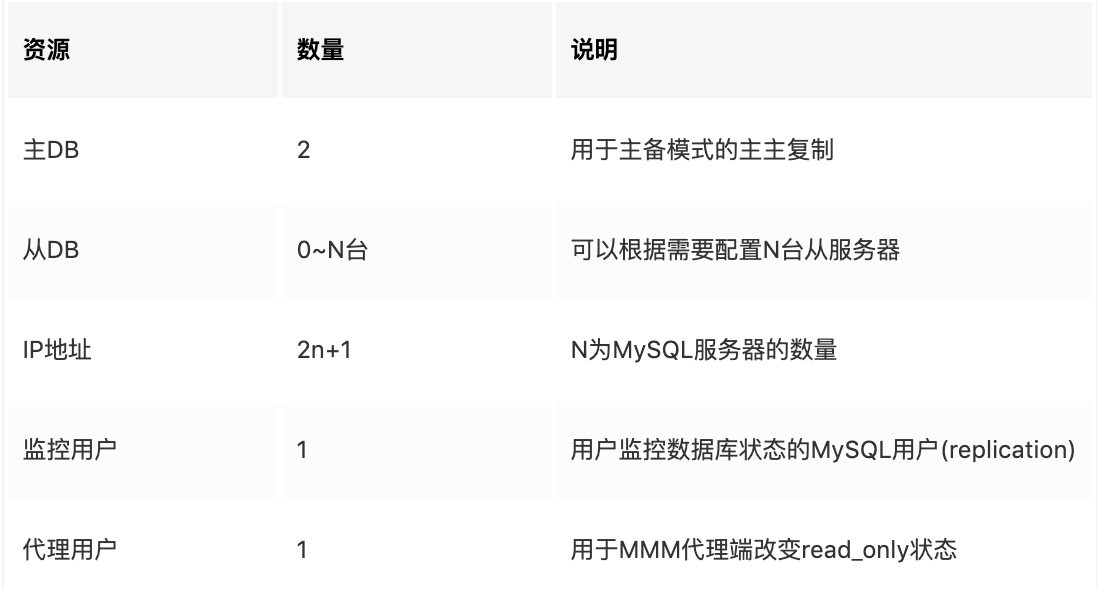 资源 数量 说明
主DB 2 用于主备模式的主主复制
从DB 0~N台 可以根据需要配置N台从服务器
IP地址 2n+1 N为MySQL服务器的数量
监控用户 1 用户监控数据库状态的MySQL用户(replication)
代理用户 1 用于MMM代理端改变read_only状态